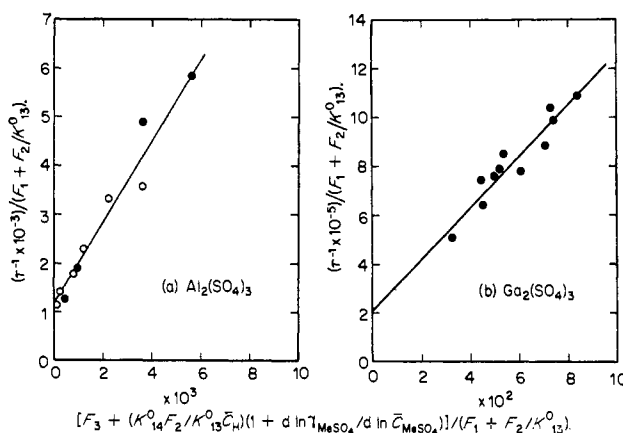 (τ⁻¹ x 10⁻³)/(F₁ + F₂/K⁰₁₃).
7
6
5
4
3
2
1
0
0 2 4 6 8 10
x10³
(a) Al₂(SO₄)₃
(τ⁻¹ x 10⁻⁵)/(F₁ + F₂/K⁰₁₃).
14
12
10
8
6
4
2
0
0 2 4 6 8 10
x10²
(b) Ga₂(SO₄)₃
[F₃ + (K⁰₁₄F₂/K⁰₁₃C̄_H)(1 + d ln γ_MeSO₄/d ln C̄_MeSO₄)]/(F₁ + F₂/K⁰₁₃).